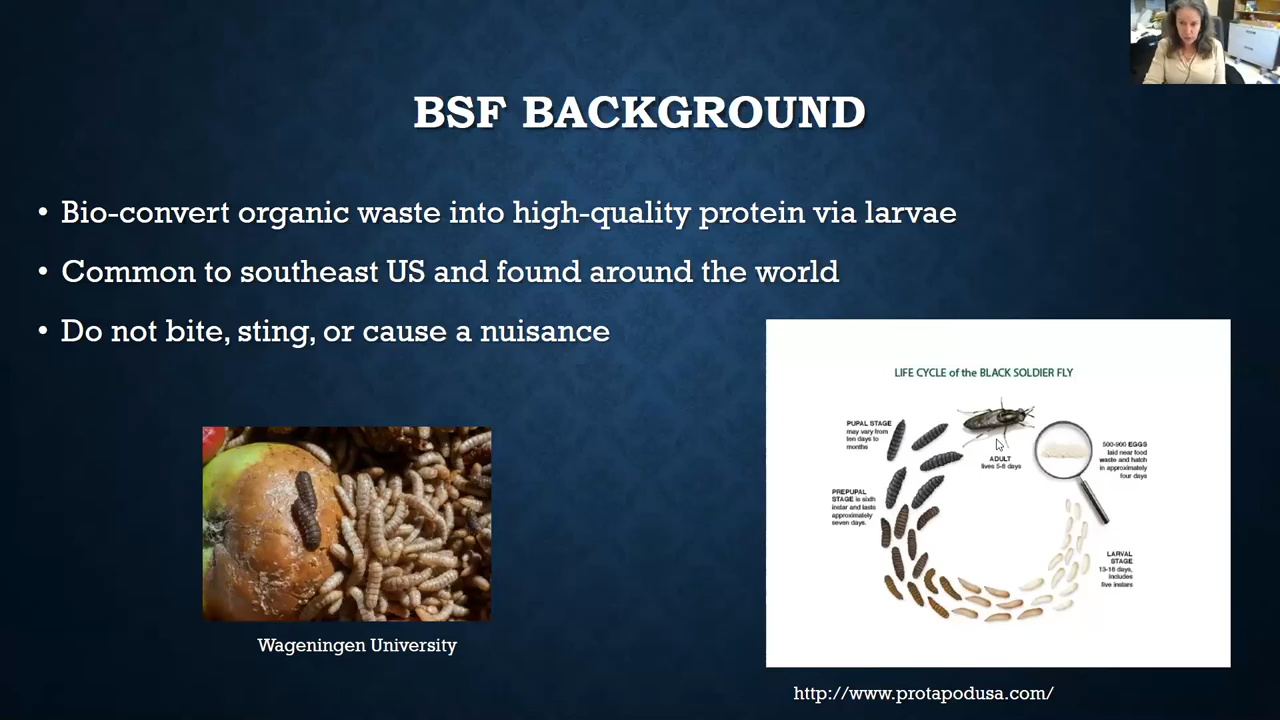 BSF BACKGROUND
• Bio-convert organic waste into high-quality protein via larvae
• Common to southeast US and found around the world
• Do not bite, sting, or cause a nuisance
LIFE CYCLE of the BLACK SOLDIER FLY
PUPAL STAGE
may vary from
ten days to
months
ADULT
lives 5-8 days
500-900 EGGS
laid near food
waste and hatch
in approximately
four days
PREPUPAL
STAGE is sixth
instar and lasts
approximately
seven days.
LARVAL
STAGE
13-18 days,
includes
five instars
Wageningen University
http://www.protapodusa.com/